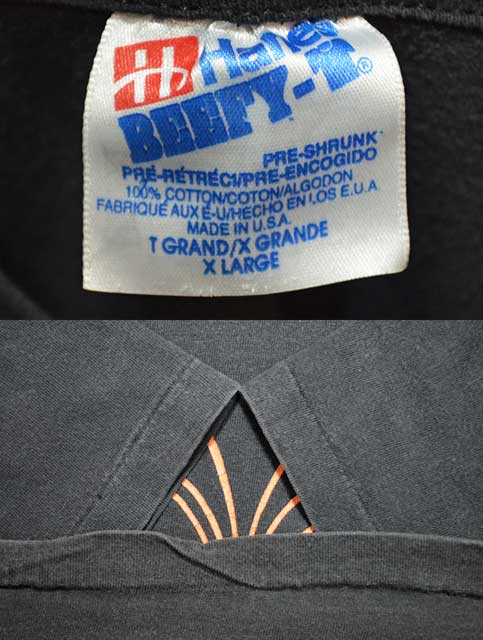 H Hanes
BEEFY-T®
PRE-SHRUNK
PRÉ-RÉTRÉCI/PRE-ENCOGIDO
100% COTTON/COTON/ALGODON
FABRIQUÉ AUX É-U/HECHO EN LOS E.U.A.
MADE IN U.S.A.
T GRAND/X GRANDE
X LARGE